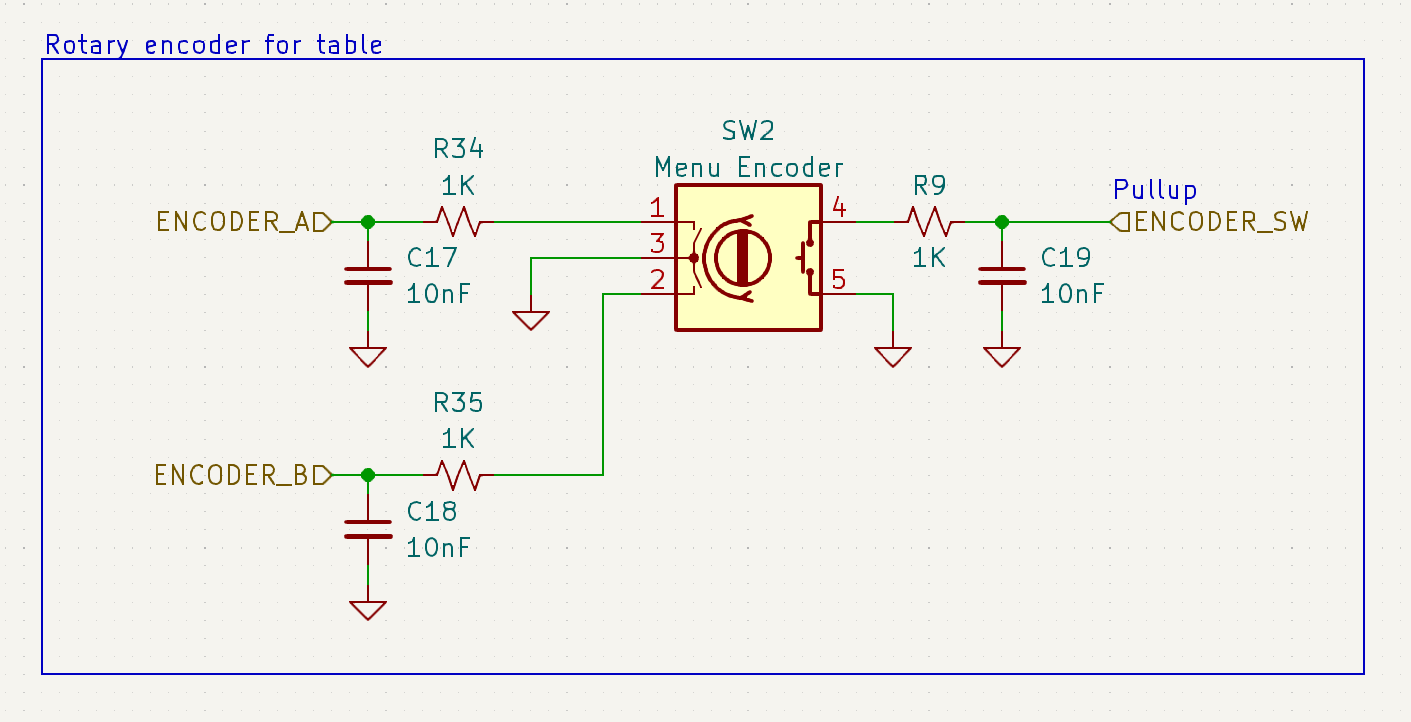 Rotary encoder for table
SW2
Menu Encoder
R34
1K
ENCODER_A
C17
10nF
1
3
2
4
5
R9
1K
Pullup
ENCODER_SW
C19
10nF
R35
1K
ENCODER_B
C18
10nF